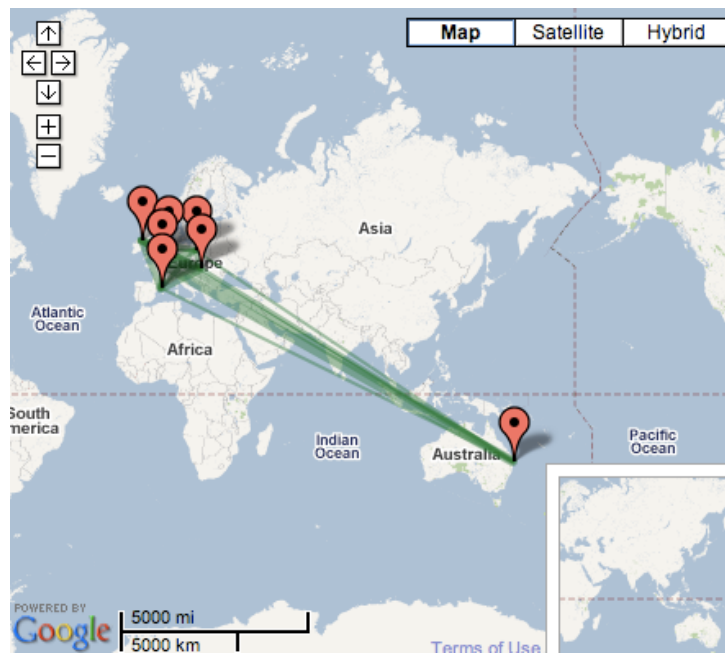 Map
Satellite
Hybrid
Asia
Europe
Atlantic
Ocean
Africa
South
merica
Indian
Ocean
Australia
Pacific
Ocean
POWERED BY
Google
5000 mi
5000 km
Terms of Use